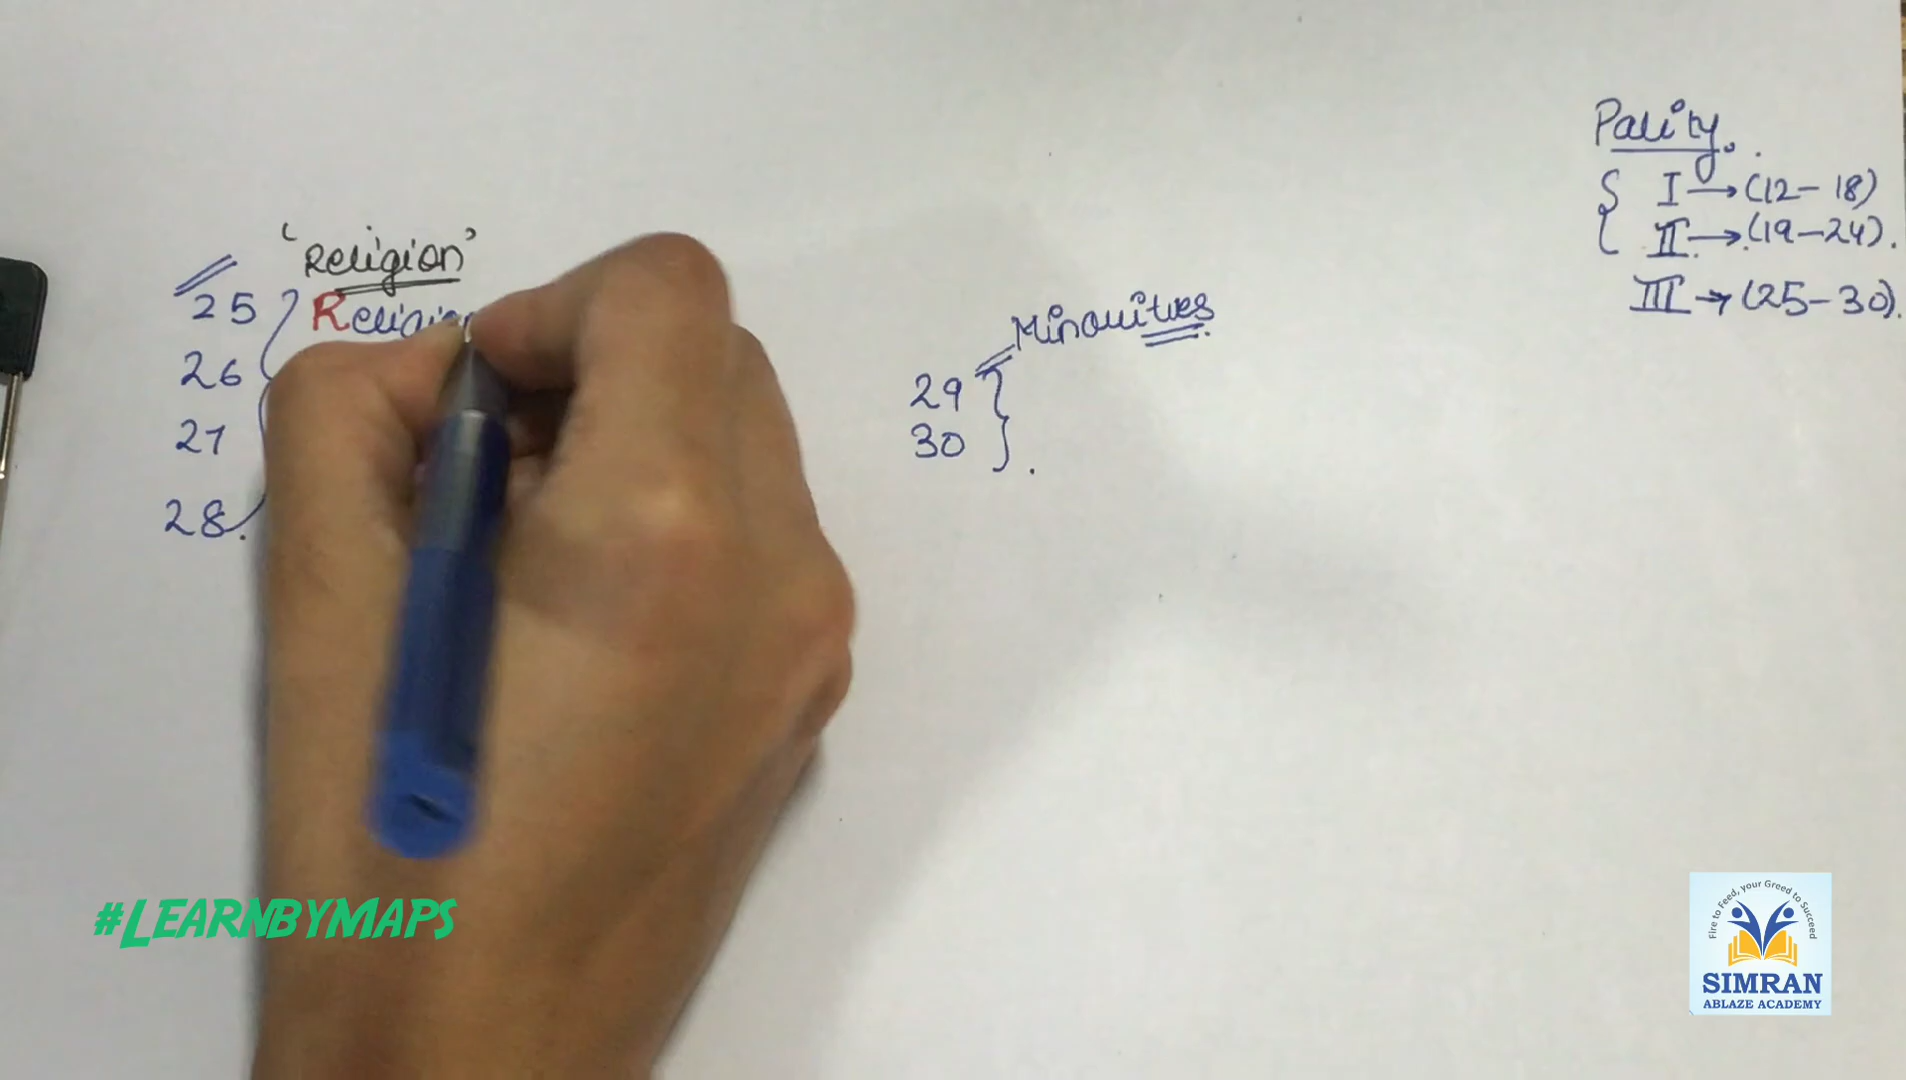 Polity.
I → (12-18)
II → (19-24).
III → (25-30).
'Religion'
25 Religion
26
27
28.
Minorities
29
30
#LEARNBYMAPS
Fire to Feed, your Greed to Succeed
SIMRAN
ABLAZE ACADEMY